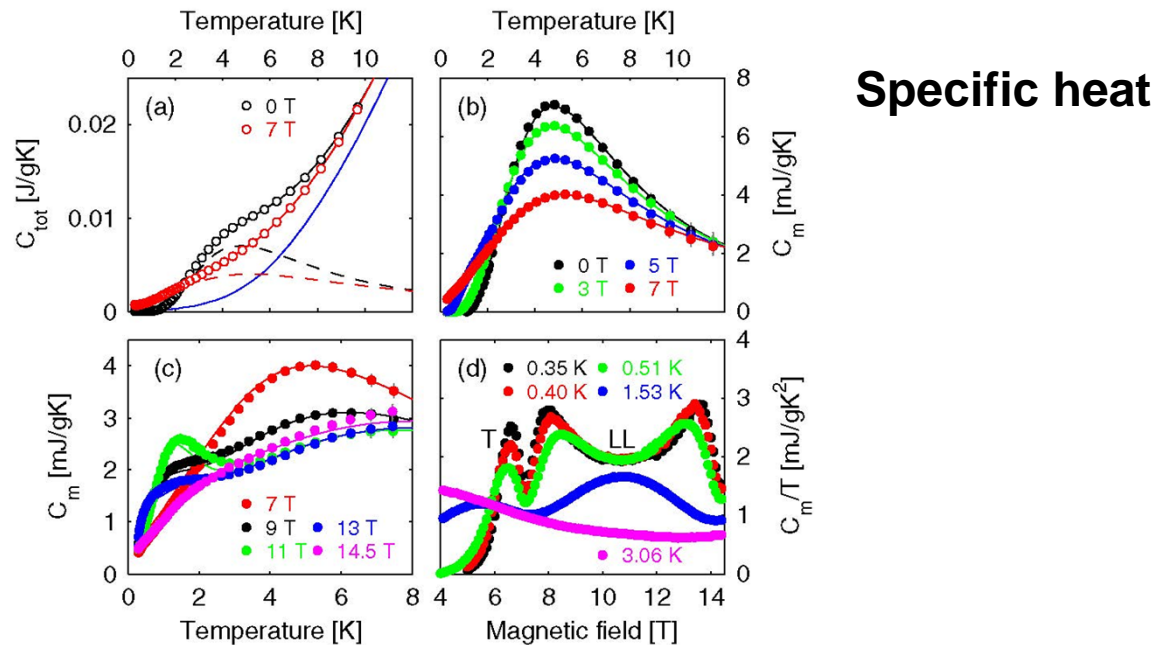 Specific heat
Temperature [K]
Temperature [K]
0 2 4 6 8 10
0 2 4 6 8 10
(a)
0 T
7 T
0.02
0.01
0
C_tot [J/gK]
(b)
0 T
5 T
3 T
7 T
8
6
4
2
0
C_m [mJ/gK]
(c)
7 T
9 T
13 T
11 T
14.5 T
4
3
2
1
0
C_m [mJ/gK]
0 2 4 6 8
Temperature [K]
(d)
0.35 K
0.51 K
0.40 K
1.53 K
T
LL
3.06 K
4
3
2
1
0
C_m/T [mJ/gK²]
4 6 8 10 12 14
Magnetic field [T]